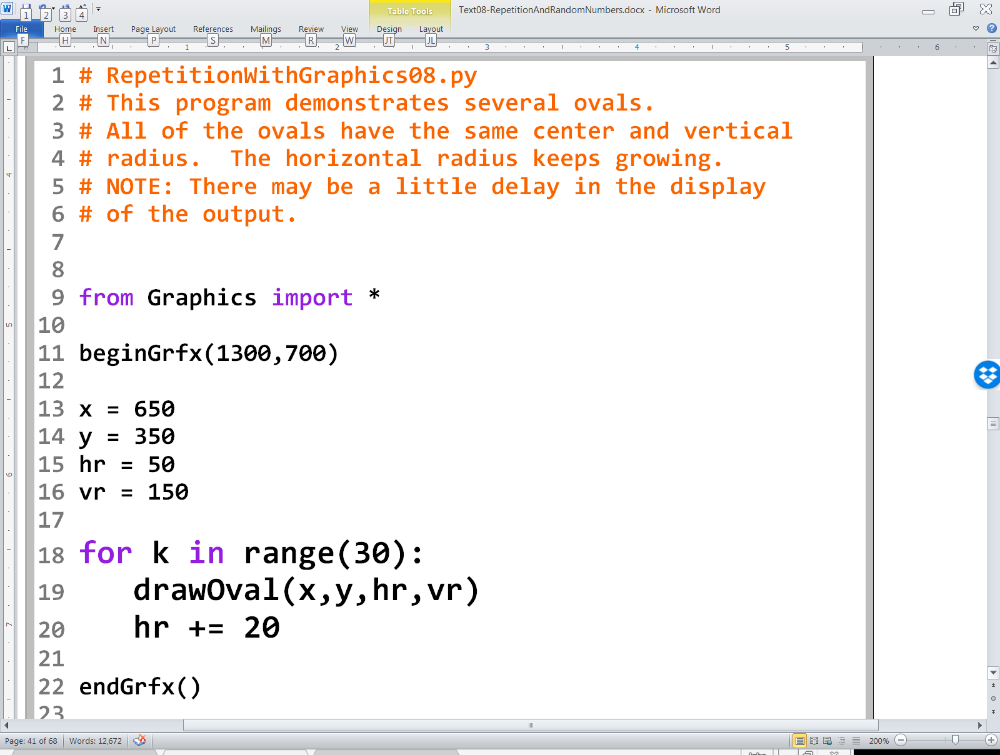 Table Tools
Text08-RepetitionAndRandomNumbers.docx - Microsoft Word
1 2 3 4
File Home Insert Page Layout References Mailings Review View Design Layout
F H N P S M R W JT JL
1 2 3 4 5 6
1 # RepetitionWithGraphics08.py
2 # This program demonstrates several ovals.
3 # All of the ovals have the same center and vertical
4 # radius.  The horizontal radius keeps growing.
5 # NOTE: There may be a little delay in the display
6 # of the output.
7
8
9 from Graphics import *
10
11 beginGrfx(1300,700)
12
13 x = 650
14 y = 350
15 hr = 50
16 vr = 150
17
18 for k in range(30):
19    drawOval(x,y,hr,vr)
20    hr += 20
21
22 endGrfx()
23
4
5
6
7
Page: 41 of 68 Words: 12,672 200%